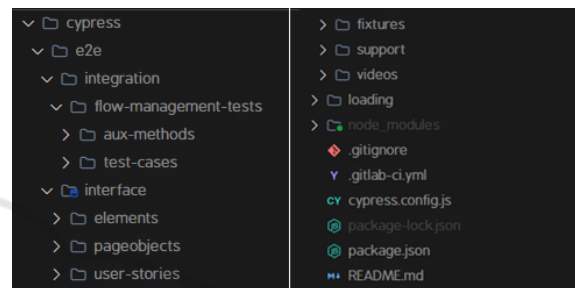 cypress
e2e
integration
flow-management-tests
aux-methods
test-cases
interface
elements
pageobjects
user-stories
fixtures
support
videos
loading
node_modules
.gitignore
Y .gitlab-ci.yml
CY cypress.config.js
package-lock.json
package.json
M↓ README.md